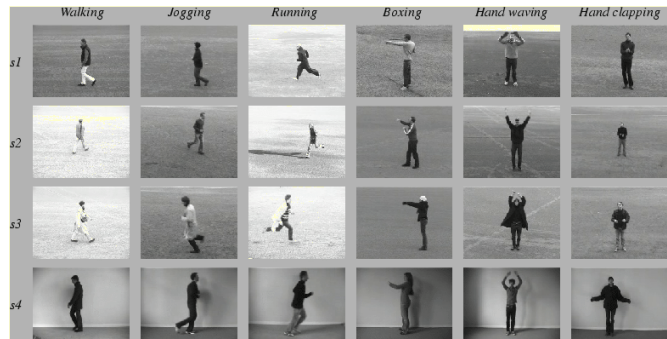 Walking Jogging Running Boxing Hand waving Hand clapping
s1
s2
s3
s4